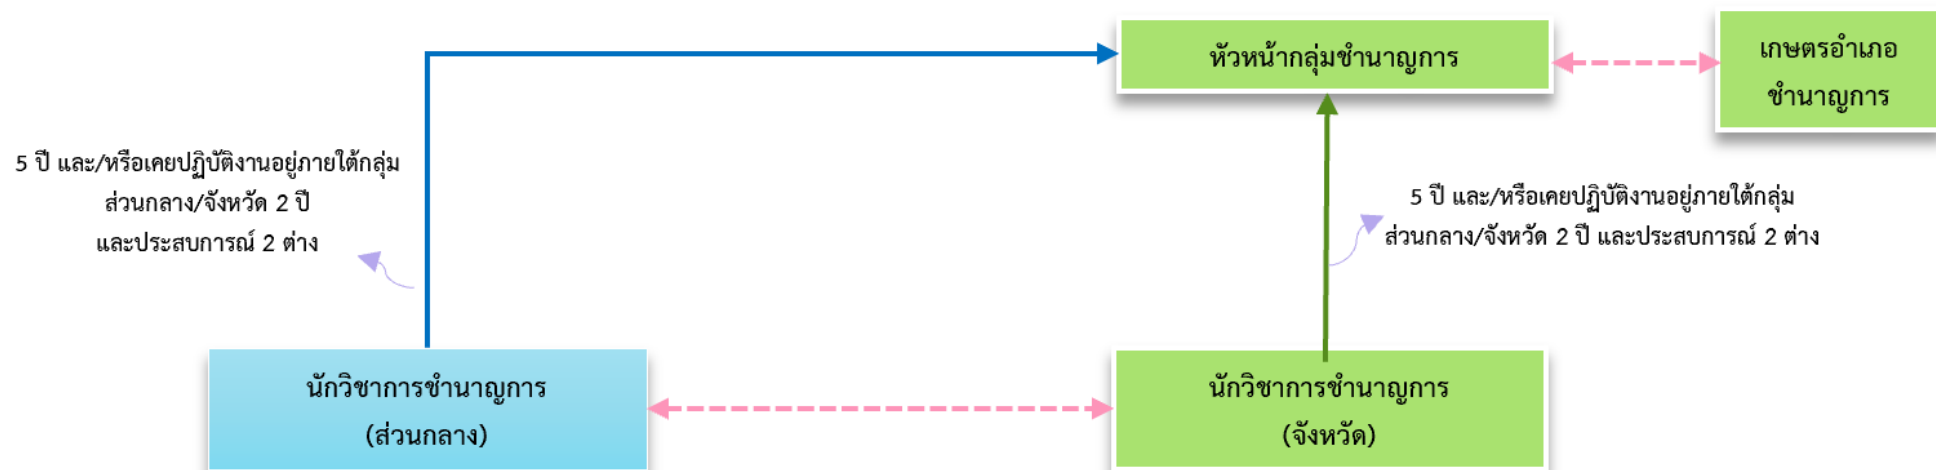 หัวหน้ากลุ่มชำนาญการ
เกษตรอำเภอ
ชำนาญการ
5 ปี และ/หรือเคยปฏิบัติงานอยู่ภายใต้กลุ่ม
ส่วนกลาง/จังหวัด 2 ปี
และประสบการณ์ 2 ต่าง
5 ปี และ/หรือเคยปฏิบัติงานอยู่ภายใต้กลุ่ม
ส่วนกลาง/จังหวัด 2 ปี และประสบการณ์ 2 ต่าง
นักวิชาการชำนาญการ
(ส่วนกลาง)
นักวิชาการชำนาญการ
(จังหวัด)